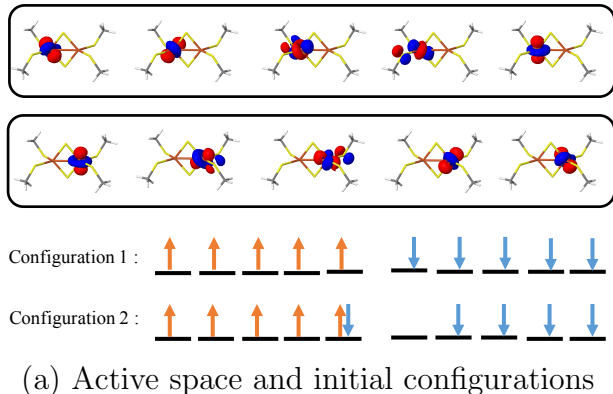 Configuration 1 :
Configuration 2 :
(a) Active space and initial configurations